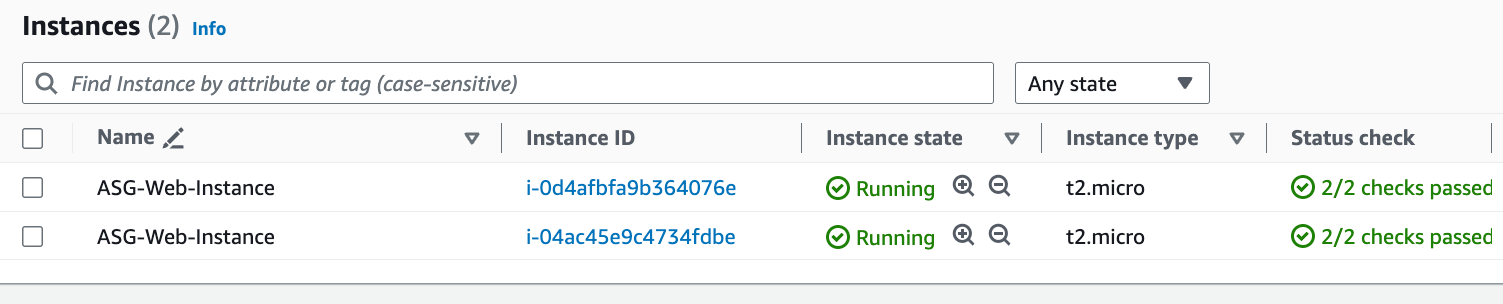 Instances (2) Info
Find Instance by attribute or tag (case-sensitive)
Any state
Name Instance ID Instance state Instance type Status check
ASG-Web-Instance i-0d4afbfa9b364076e Running t2.micro 2/2 checks passed
ASG-Web-Instance i-04ac45e9c4734fdbe Running t2.micro 2/2 checks passed